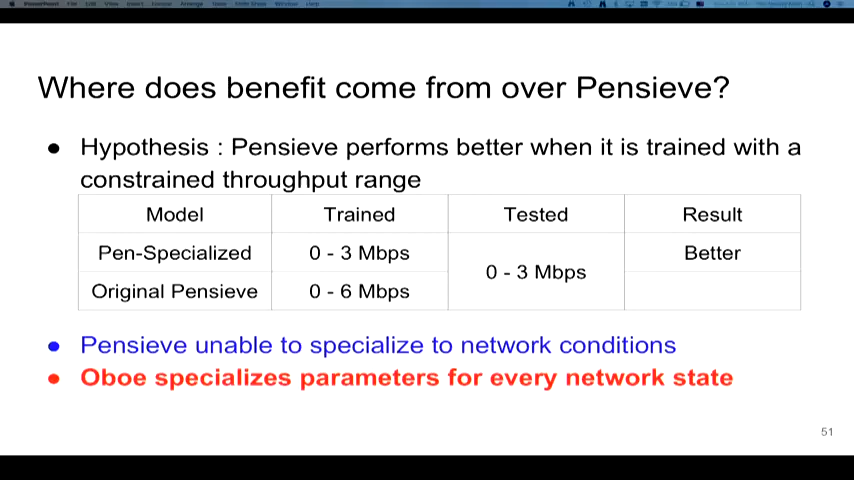 Where does benefit come from over Pensieve?
● Hypothesis : Pensieve performs better when it is trained with a
constrained throughput range
Model Trained Tested Result
Pen-Specialized 0 - 3 Mbps 0 - 3 Mbps Better
Original Pensieve 0 - 6 Mbps
● Pensieve unable to specialize to network conditions
● Oboe specializes parameters for every network state
51